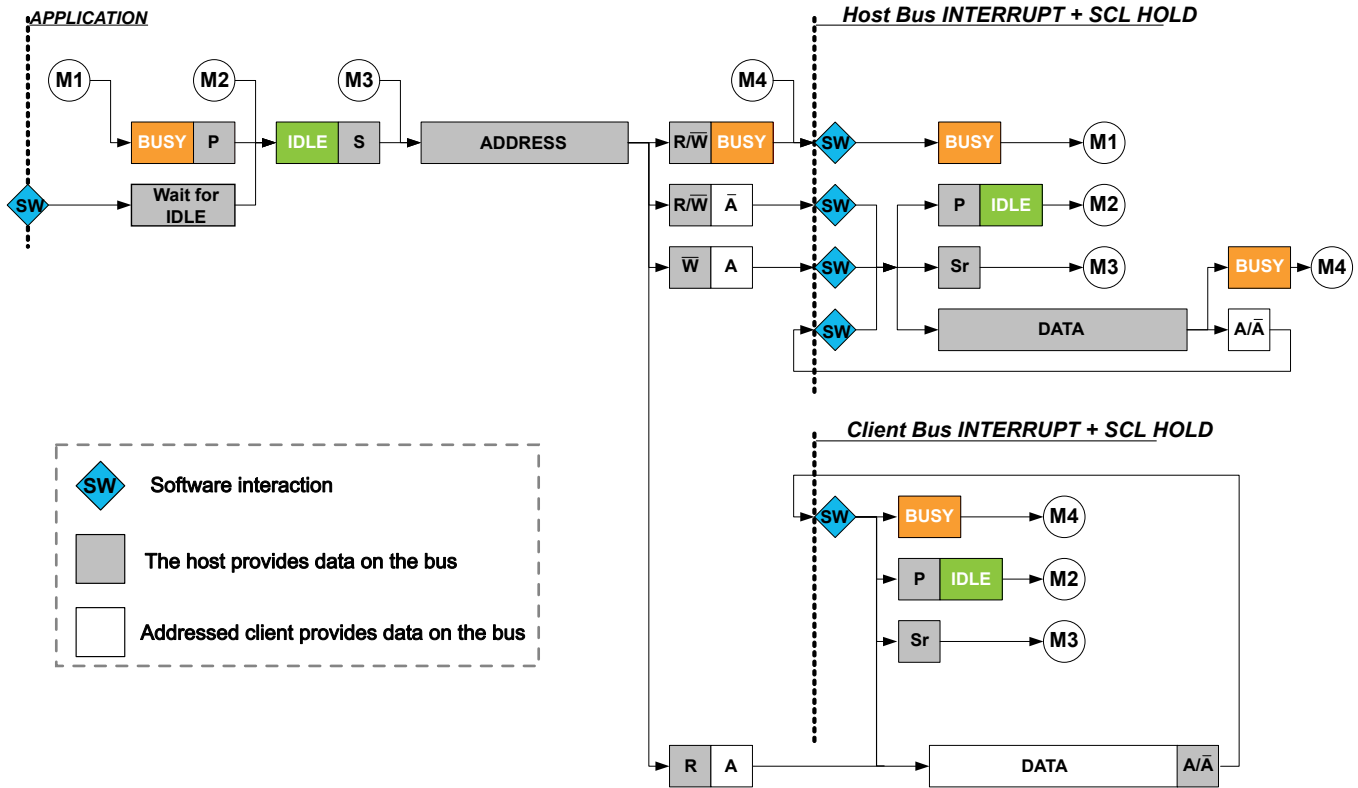 APPLICATION
Host Bus INTERRUPT + SCL HOLD
M1
M2
M3
M4
BUSY P
IDLE S
ADDRESS
R/W̅ BUSY
SW
BUSY
M1
SW
Wait for
IDLE
R/W̅ A̅
SW
P IDLE
M2
W̅ A
SW
Sr
M3
BUSY
M4
SW
DATA
A/A̅
Client Bus INTERRUPT + SCL HOLD
SW
BUSY
M4
P IDLE
M2
Sr
M3
R A
DATA
A/A̅
SW Software interaction
The host provides data on the bus
Addressed client provides data on the bus